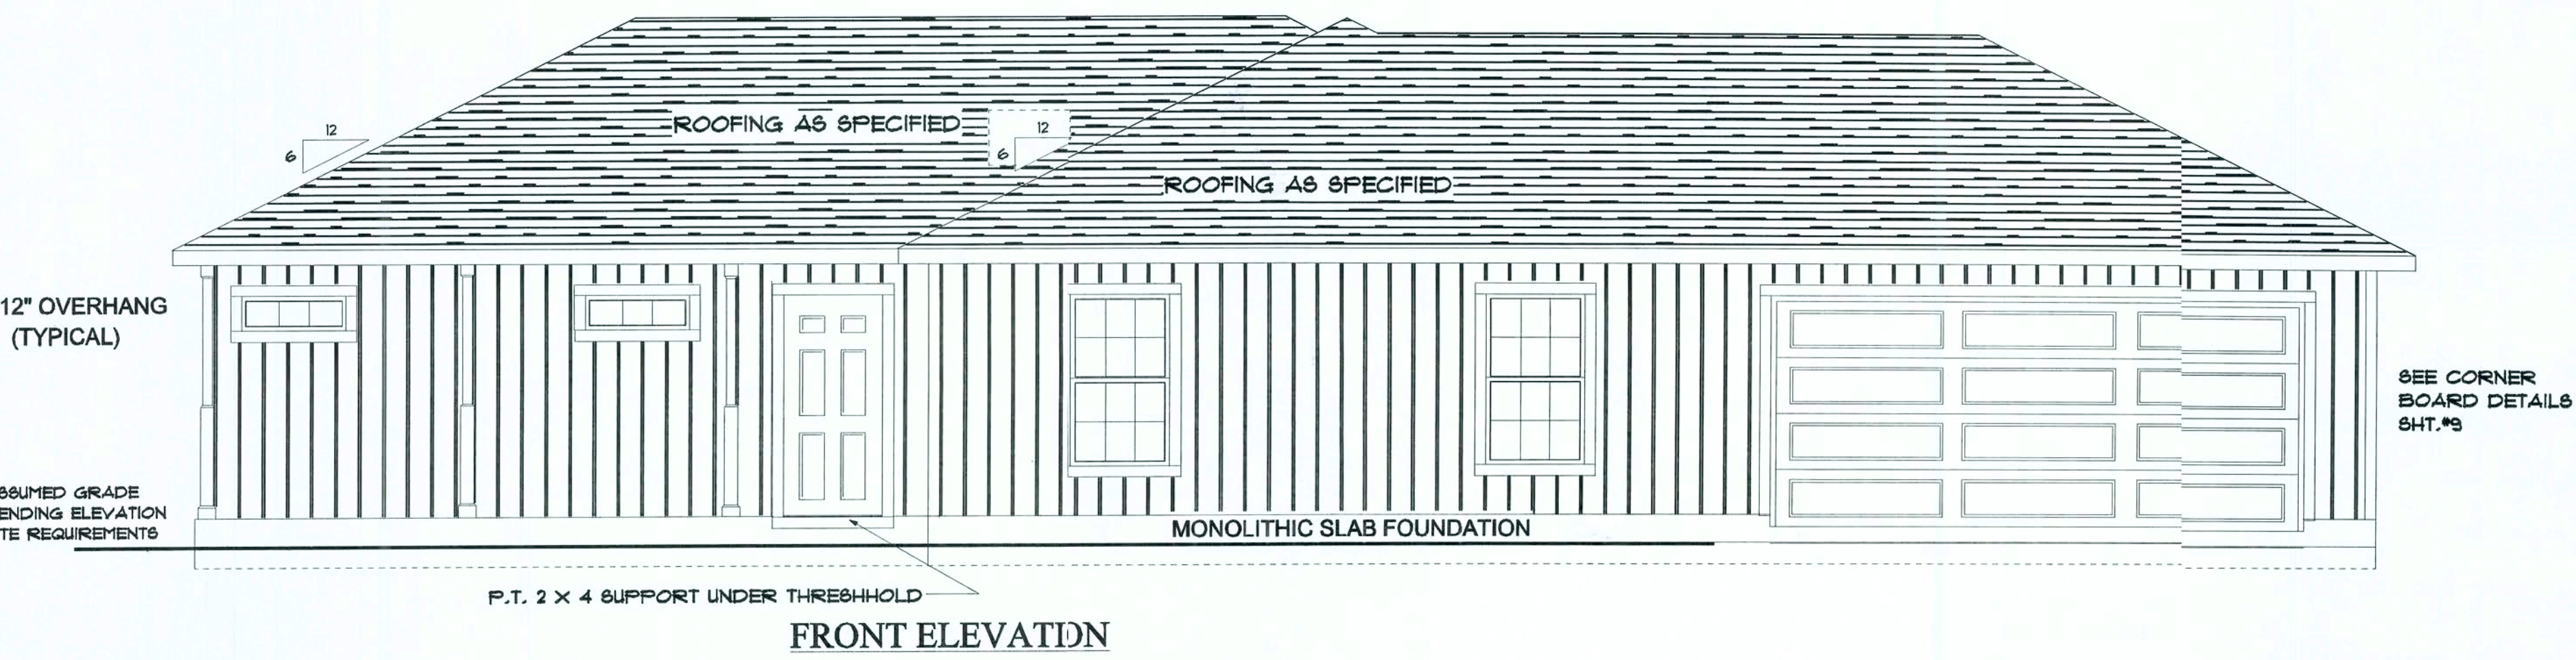 ROOFING AS SPECIFIED
12
6
12
6
ROOFING AS SPECIFIED
12" OVERHANG
(TYPICAL)
SEE CORNER
BOARD DETAILS
SHT.#9
SSUMED GRADE
ENDING ELEVATION
TE REQUIREMENTS
MONOLITHIC SLAB FOUNDATION
P.T. 2 X 4 SUPPORT UNDER THRESHHOLD
FRONT ELEVATION